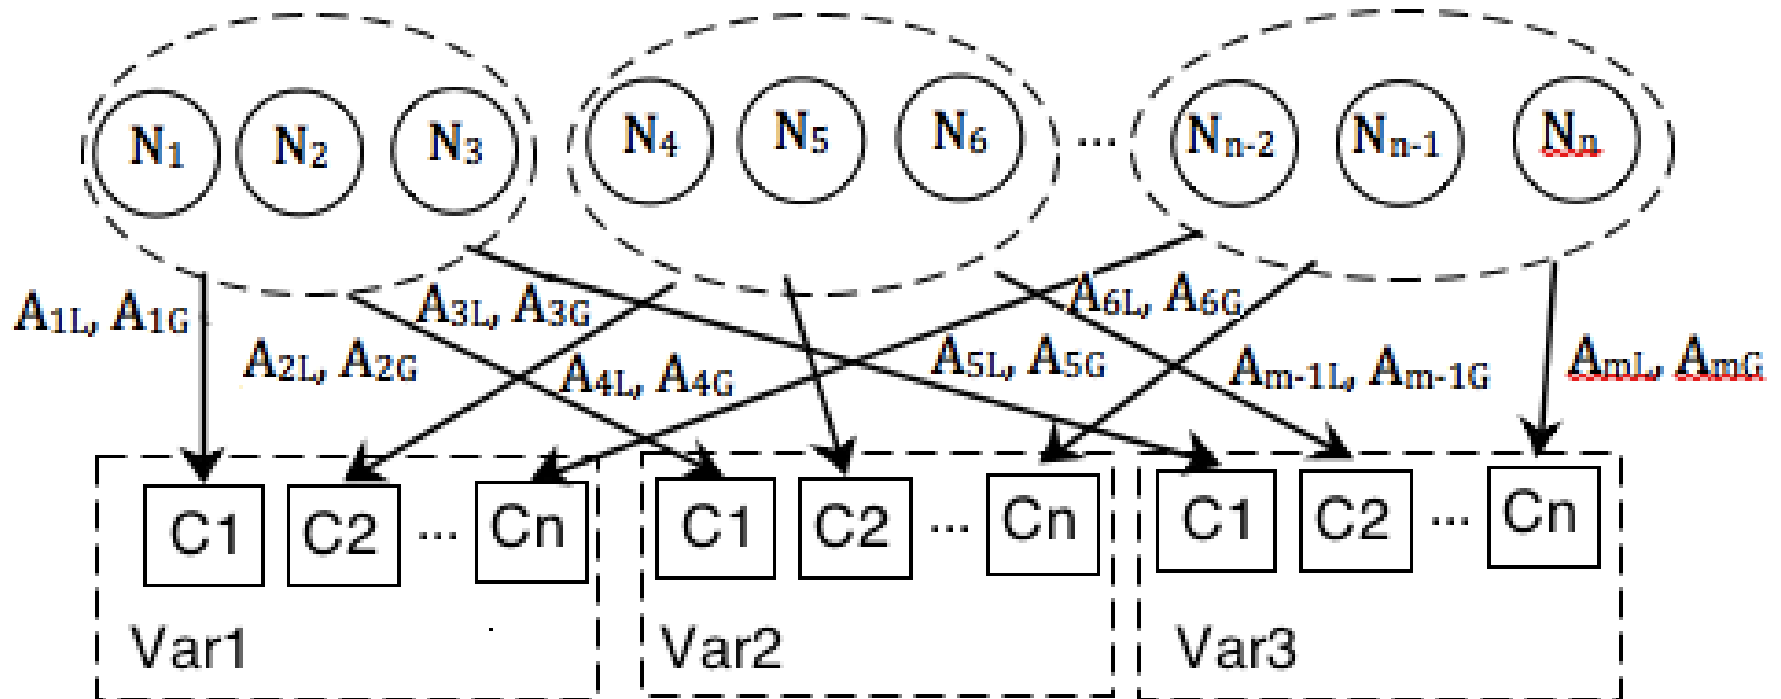 N₁ N₂ N₃ N₄ N₅ N₆ ... Nₙ₋₂ Nₙ₋₁ Nₙ
A₁L, A₁G A₃L, A₃G A₆L, A₆G
A₂L, A₂G A₄L, A₄G A₅L, A₅G Aₘ₋₁L, Aₘ₋₁G AₘL, AₘG
C1 C2 ... Cn C1 C2 ... Cn C1 C2 ... Cn
Var1 Var2 Var3